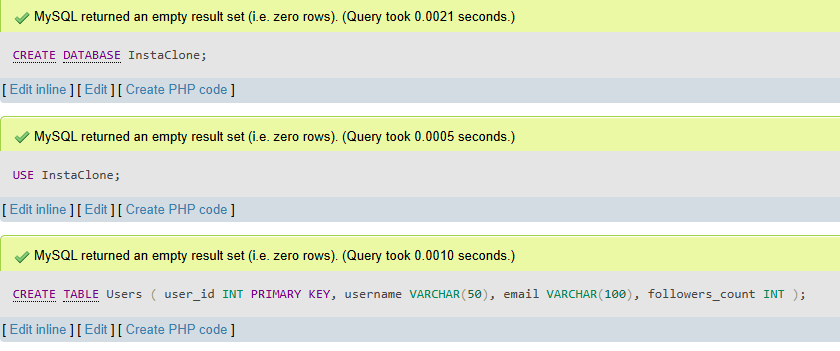 MySQL returned an empty result set (i.e. zero rows). (Query took 0.0021 seconds.)
CREATE DATABASE InstaClone;
[ Edit inline ] [ Edit ] [ Create PHP code ]
MySQL returned an empty result set (i.e. zero rows). (Query took 0.0005 seconds.)
USE InstaClone;
[ Edit inline ] [ Edit ] [ Create PHP code ]
MySQL returned an empty result set (i.e. zero rows). (Query took 0.0010 seconds.)
CREATE TABLE Users ( user_id INT PRIMARY KEY, username VARCHAR(50), email VARCHAR(100), followers_count INT );
[ Edit inline ] [ Edit ] [ Create PHP code ]